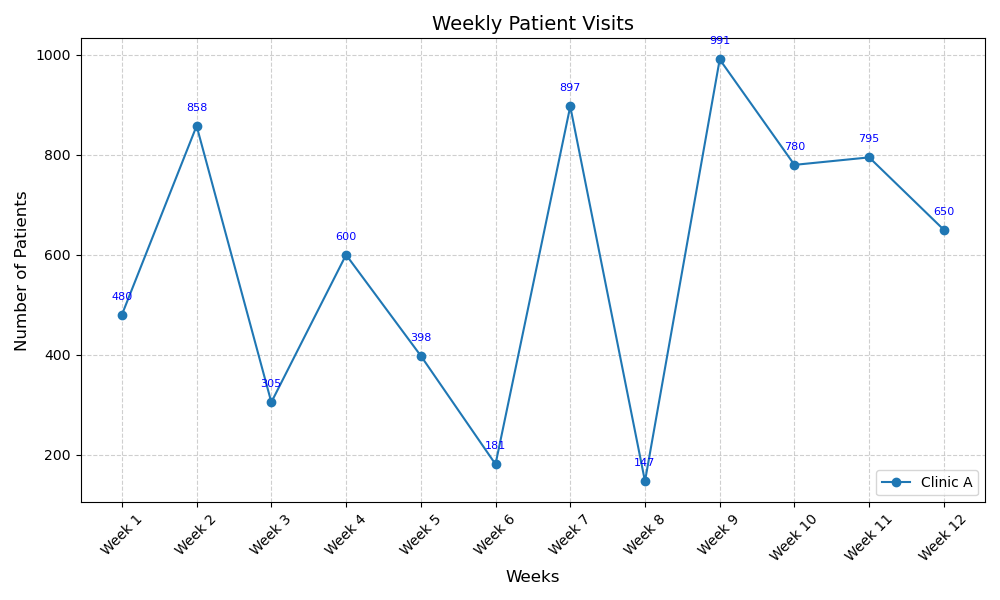 Weekly Patient Visits
Number of Patients
1000
800
600
400
200
480
858
305
600
398
181
897
147
991
780
795
650
Clinic A
Week 1
Week 2
Week 3
Week 4
Week 5
Week 6
Week 7
Week 8
Week 9
Week 10
Week 11
Week 12
Weeks